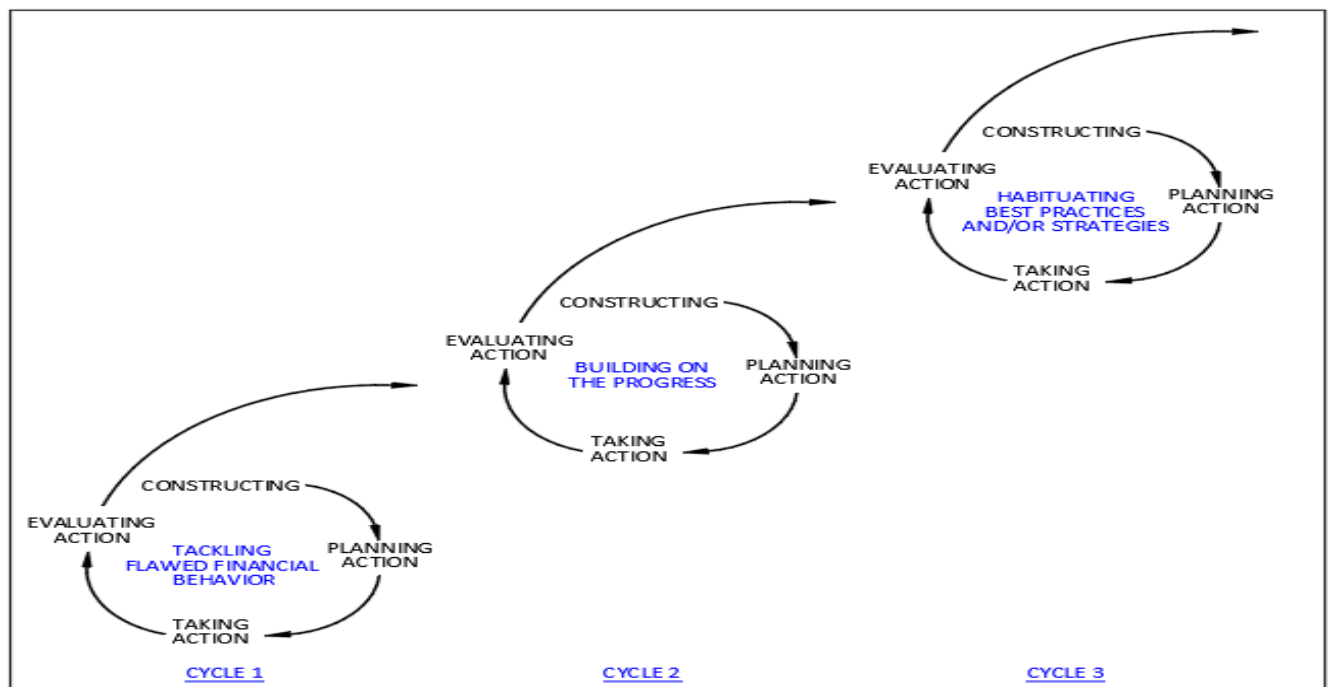 CONSTRUCTING
EVALUATING
ACTION
PLANNING
ACTION
HABITUATING
BEST PRACTICES
AND/OR STRATEGIES
TAKING
ACTION
CONSTRUCTING
EVALUATING
ACTION
PLANNING
ACTION
BUILDING ON
THE PROGRESS
TAKING
ACTION
CONSTRUCTING
EVALUATING
ACTION
PLANNING
ACTION
TACKLING
FLAWED FINANCIAL
BEHAVIOR
TAKING
ACTION
CYCLE 1
CYCLE 2
CYCLE 3